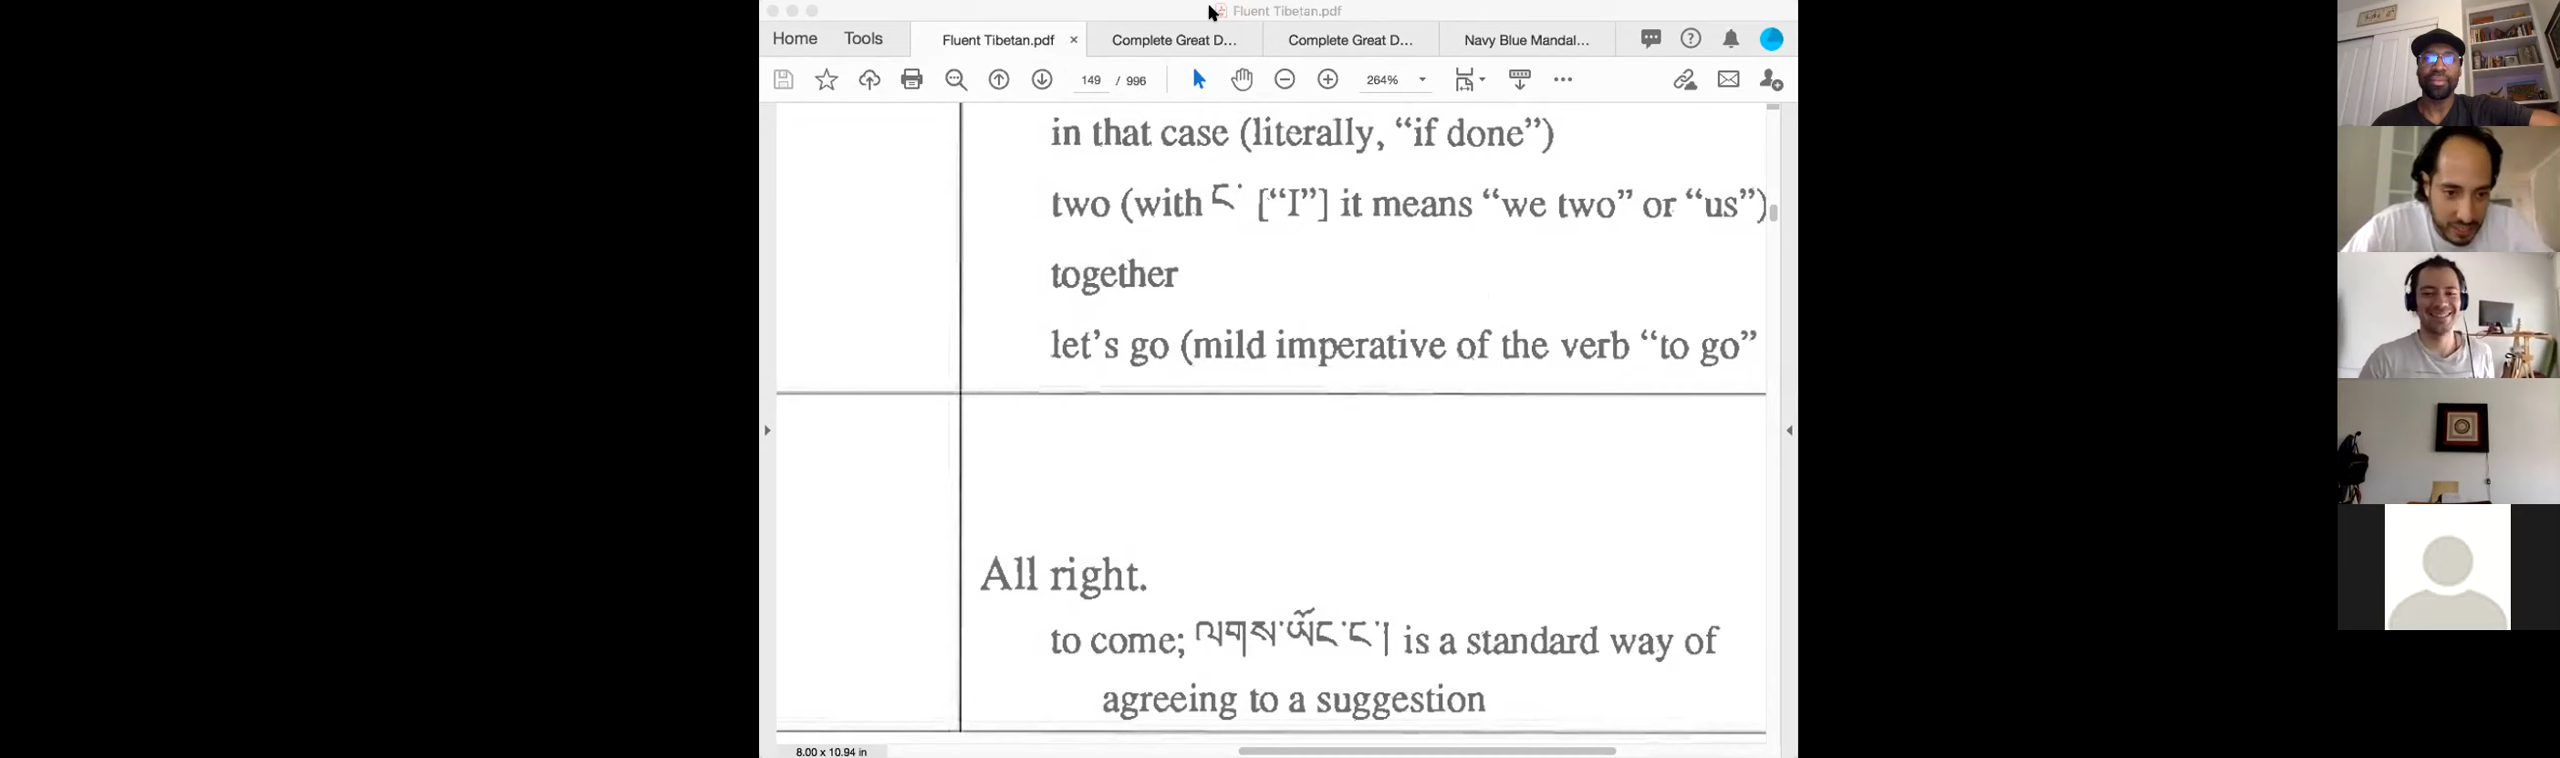 Fluent Tibetan.pdf
Home Tools Fluent Tibetan.pdf × Complete Great D... Complete Great D... Navy Blue Mandal...
149 / 996 264%
in that case (literally, “if done”)
two (with ང་ [“I”] it means “we two” or “us”)
together
let’s go (mild imperative of the verb “to go”
All right.
to come; ལགས་ཡོང་ང་། is a standard way of
agreeing to a suggestion
8.00 x 10.94 in